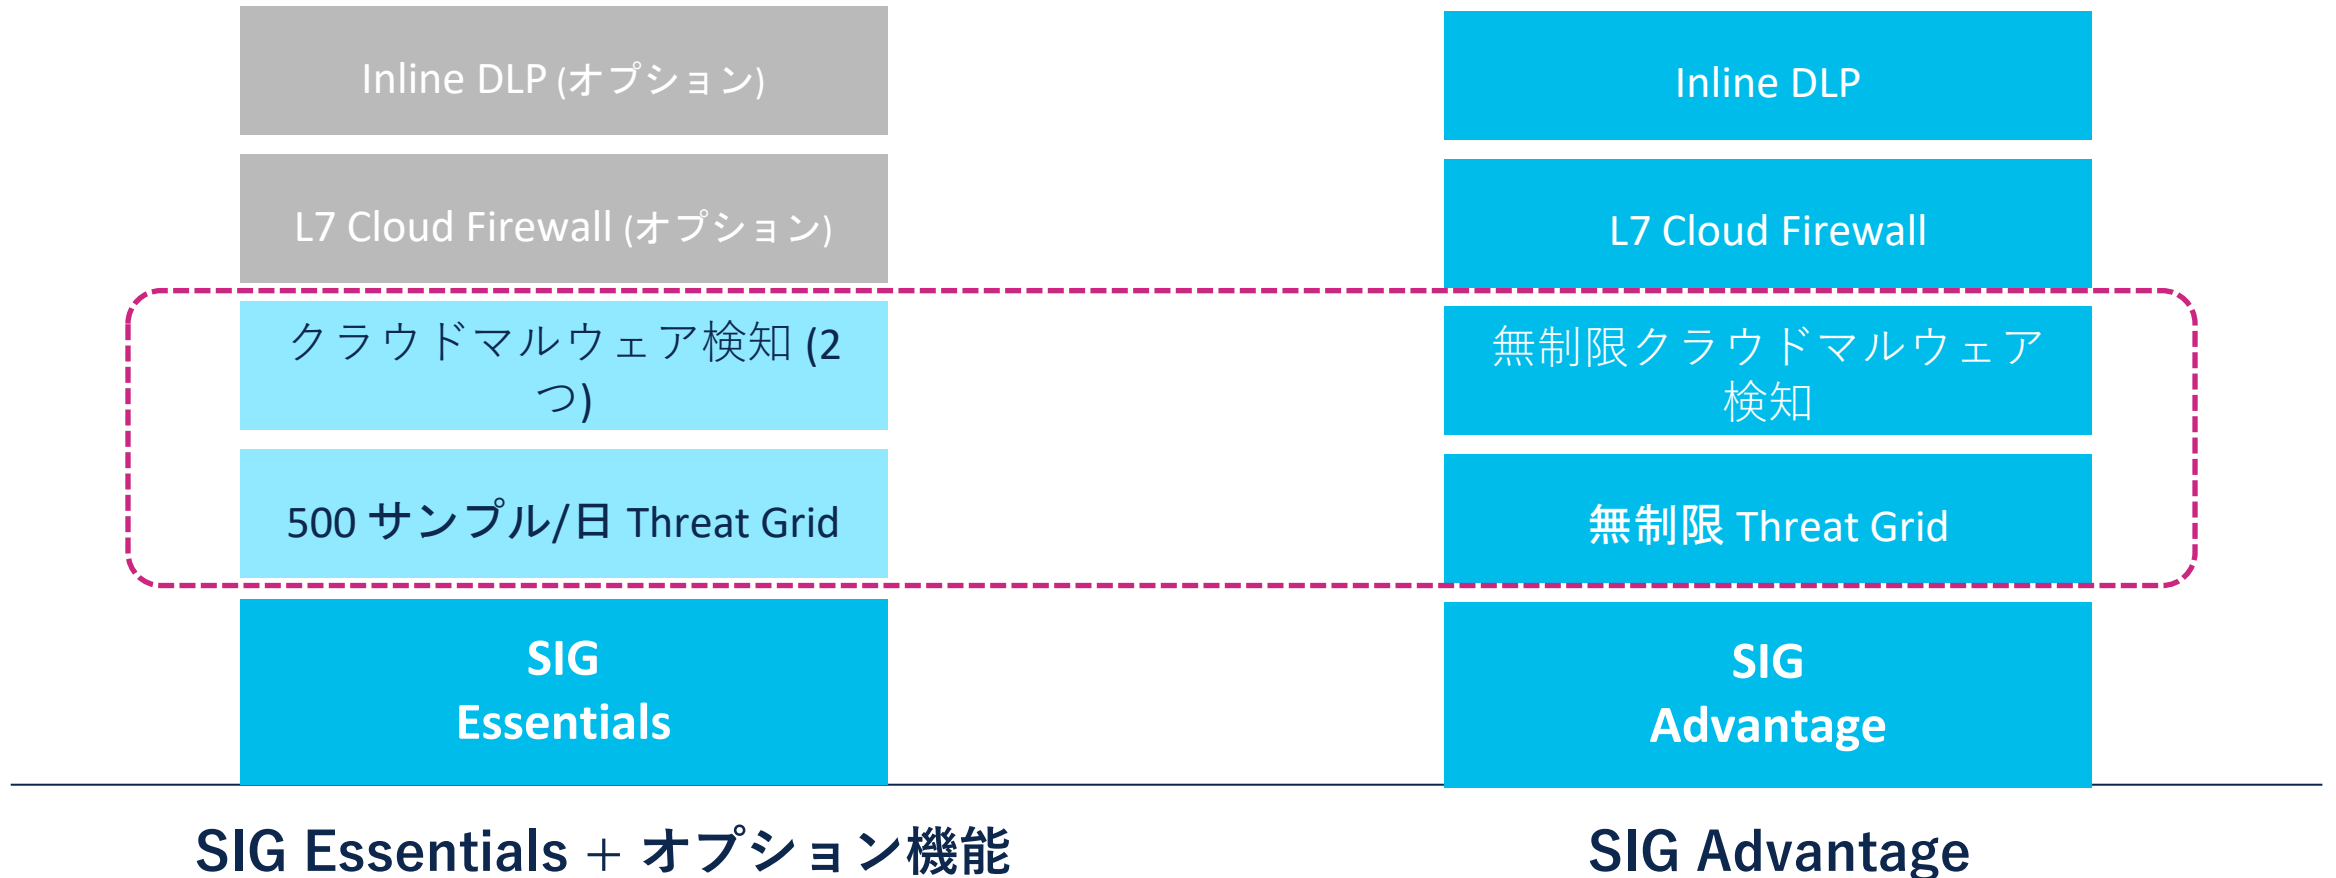 Inline DLP (オプション)
L7 Cloud Firewall (オプション)
クラウドマルウェア検知 (2
つ)
500 サンプル/日 Threat Grid
SIG
Essentials
SIG Essentials + オプション機能
Inline DLP
L7 Cloud Firewall
無制限クラウドマルウェア
検知
無制限 Threat Grid
SIG
Advantage
SIG Advantage